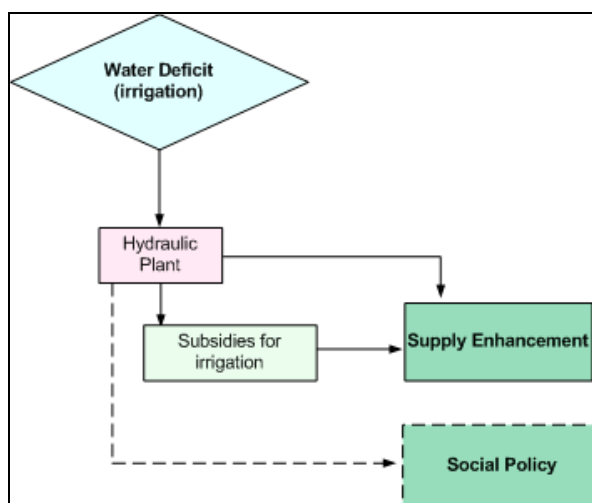 Water Deficit
(irrigation)
Hydraulic
Plant
Subsidies for
irrigation
Supply Enhancement
Social Policy